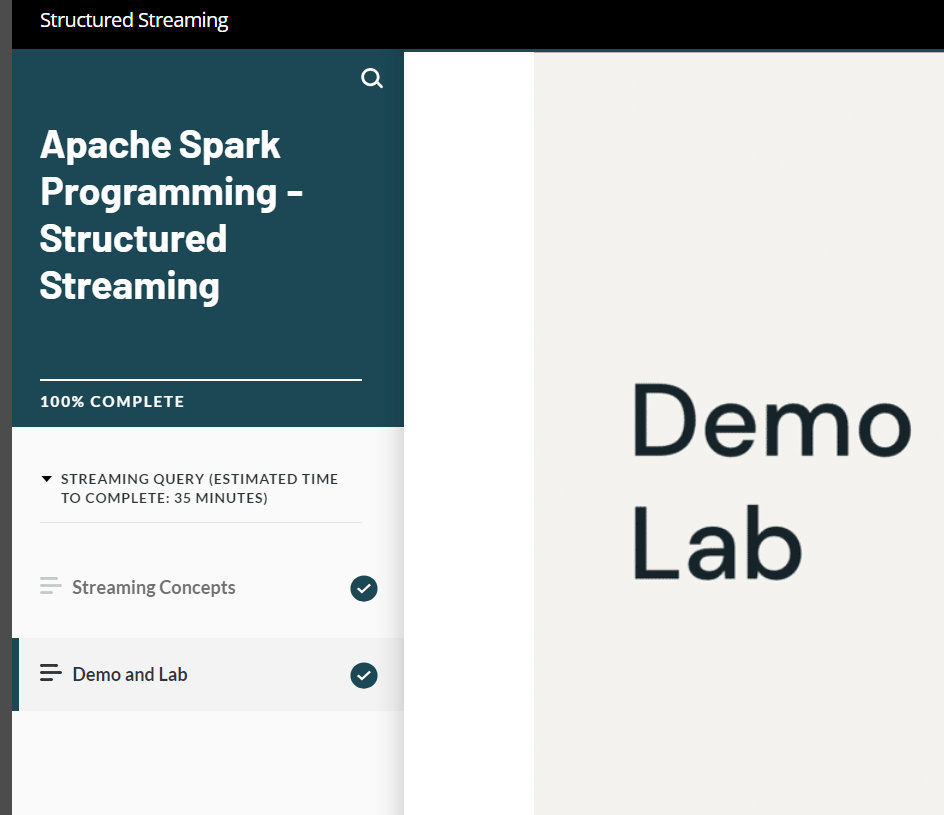 Structured Streaming
Apache Spark
Programming -
Structured
Streaming
100% COMPLETE
STREAMING QUERY (ESTIMATED TIME
TO COMPLETE: 35 MINUTES)
Streaming Concepts
Demo and Lab
Demo
Lab